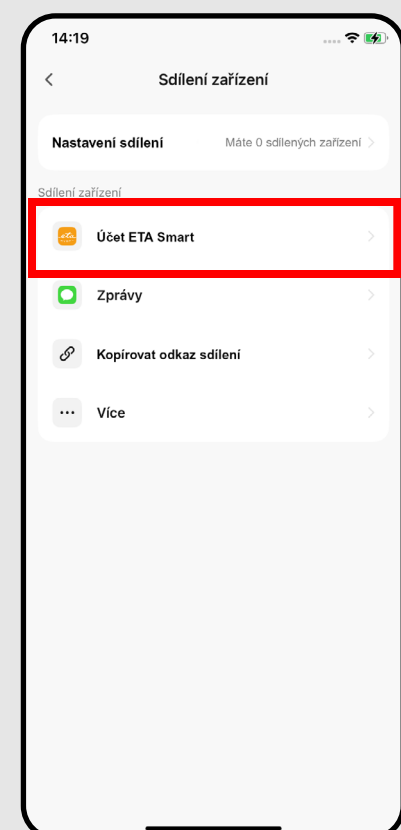 14:19
Sdílení zařízení
Nastavení sdílení Máte 0 sdílených zařízení
Sdílení zařízení
eta
Účet ETA Smart
Zprávy
Kopírovat odkaz sdílení
Více